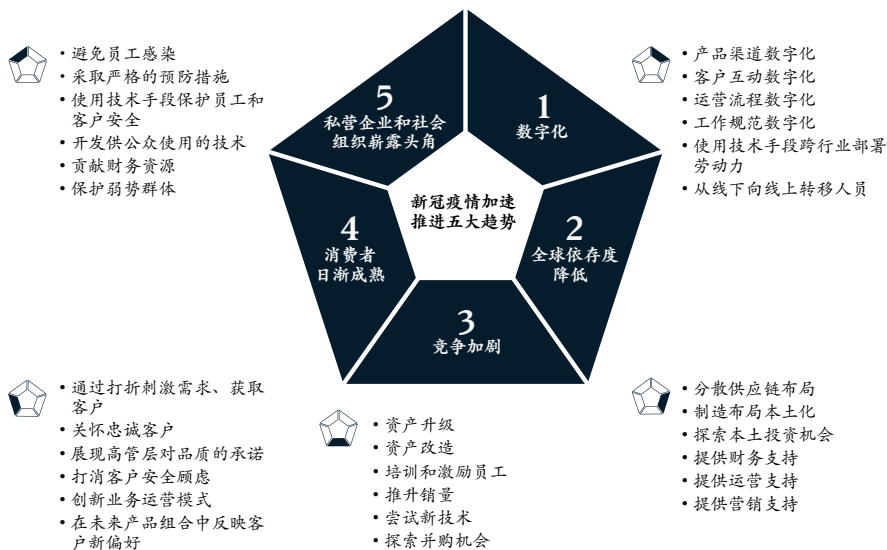 • 避免员工感染
• 采取严格的预防措施
• 使用技术手段保护员工和
客户安全
• 开发供公众使用的技术
• 贡献财务资源
• 保护弱势群体
5
私营企业和社会
组织崭露头角
1
数字化
• 产品渠道数字化
• 客户互动数字化
• 运营流程数字化
• 工作规范数字化
• 使用技术手段跨行业部署
劳动力
• 从线下向线上转移人员
新冠疫情加速
推进五大趋势
4
消费者
日渐成熟
2
全球依存度
降低
3
竞争加剧
• 通过打折刺激需求、获取
客户
• 关怀忠诚客户
• 展现高管层对品质的承诺
• 打消客户安全顾虑
• 创新业务运营模式
• 在未来产品组合中反映客
户新偏好
• 资产升级
• 资产改造
• 培训和激励员工
• 推升销量
• 尝试新技术
• 探索并购机会
• 分散供应链布局
• 制造布局本土化
• 探索本土投资机会
• 提供财务支持
• 提供运营支持
• 提供营销支持